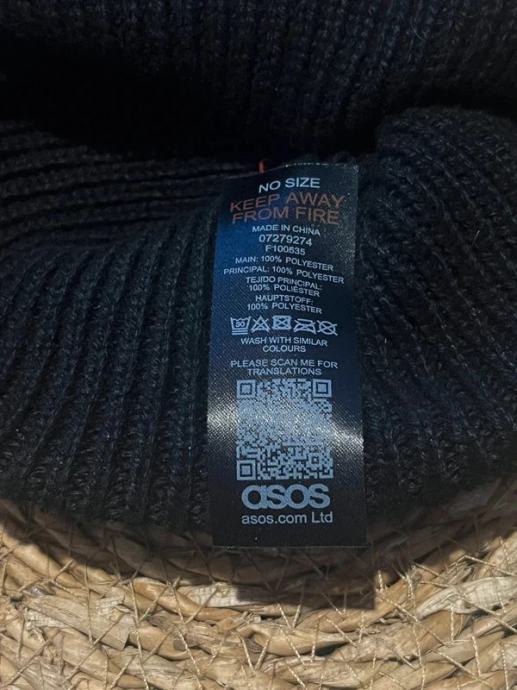 NO SIZE
KEEP AWAY
FROM FIRE
MADE IN CHINA
07279274
F100635
MAIN: 100% POLYESTER
PRINCIPAL: 100% POLYESTER
TEJIDO PRINCIPAL:
100% POLIÉSTER
HAUPTSTOFF:
100% POLYESTER
WASH WITH SIMILAR
COLOURS
PLEASE SCAN ME FOR
TRANSLATIONS
asos
asos.com Ltd